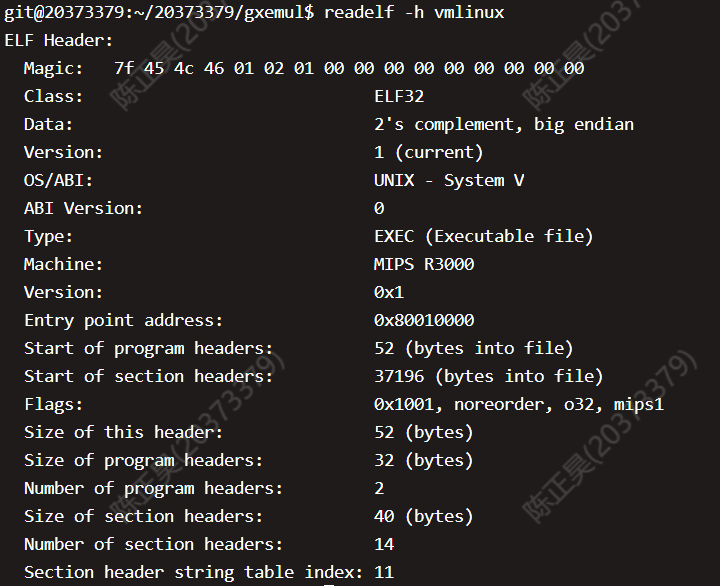 git@20373379:~/20373379/gxemul$ readelf -h vmlinux
ELF Header:
  Magic:   7f 45 4c 46 01 02 01 00 00 00 00 00 00 00 00 00
  Class:                             ELF32
  Data:                              2's complement, big endian
  Version:                           1 (current)
  OS/ABI:                            UNIX - System V
  ABI Version:                       0
  Type:                              EXEC (Executable file)
  Machine:                           MIPS R3000
  Version:                           0x1
  Entry point address:               0x80010000
  Start of program headers:          52 (bytes into file)
  Start of section headers:          37196 (bytes into file)
  Flags:                             0x1001, noreorder, o32, mips1
  Size of this header:               52 (bytes)
  Size of program headers:           32 (bytes)
  Number of program headers:         2
  Size of section headers:           40 (bytes)
  Number of section headers:         14
  Section header string table index: 11
陈正昊(20373379)
陈正昊(20373379)
陈正昊(20373379)
陈正昊(20373379)